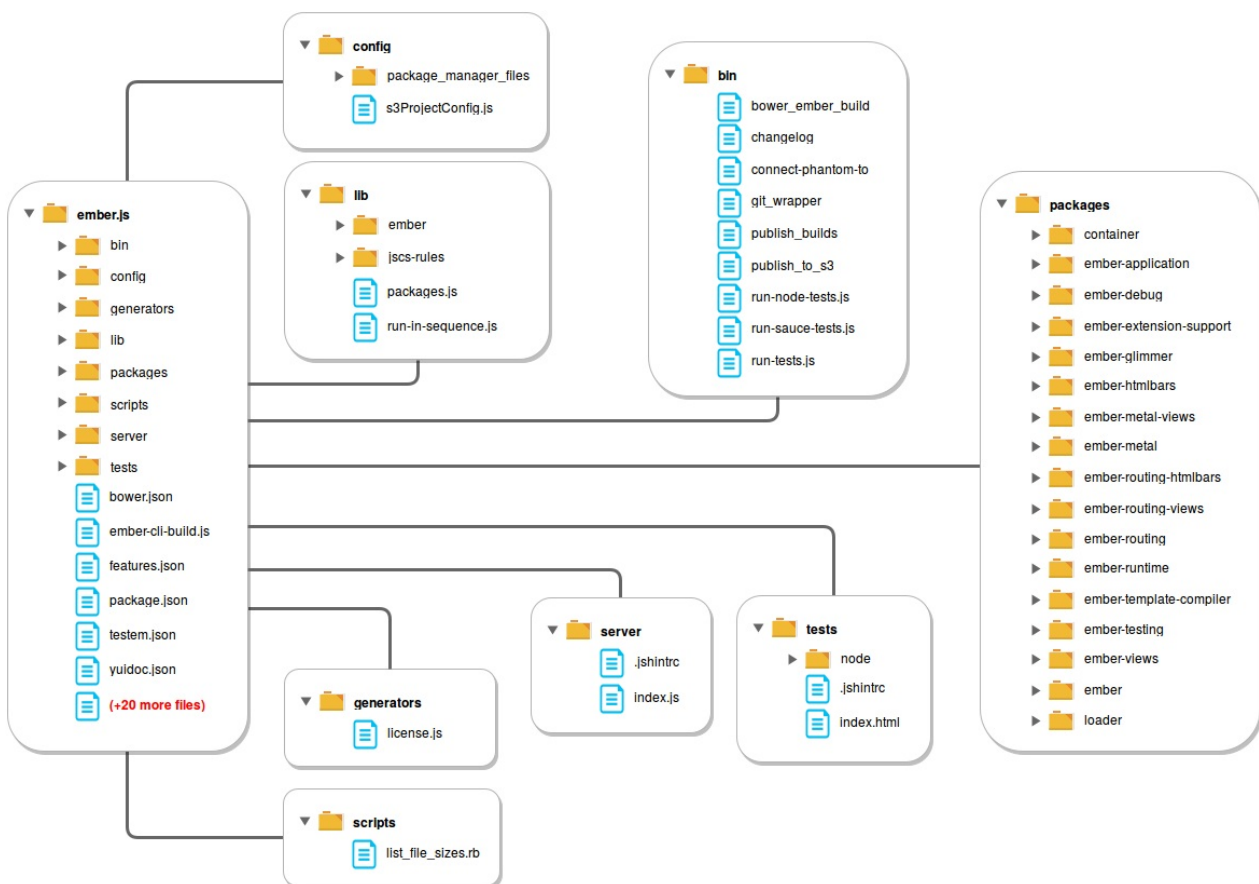 config
package_manager_files
s3ProjectConfig.js
lib
ember
jscs-rules
packages.js
run-in-sequence.js
bin
bower_ember_build
changelog
connect-phantom-to
git_wrapper
publish_builds
publish_to_s3
run-node-tests.js
run-sauce-tests.js
run-tests.js
ember.js
bin
config
generators
lib
packages
scripts
server
tests
bower.json
ember-cli-build.js
features.json
package.json
testem.json
yuidoc.json
(+20 more files)
packages
container
ember-application
ember-debug
ember-extension-support
ember-glimmer
ember-htmlbars
ember-metal-views
ember-metal
ember-routing-htmlbars
ember-routing-views
ember-routing
ember-runtime
ember-template-compiler
ember-testing
ember-views
ember
loader
server
.jshintrc
index.js
tests
node
.jshintrc
index.html
generators
license.js
scripts
list_file_sizes.rb